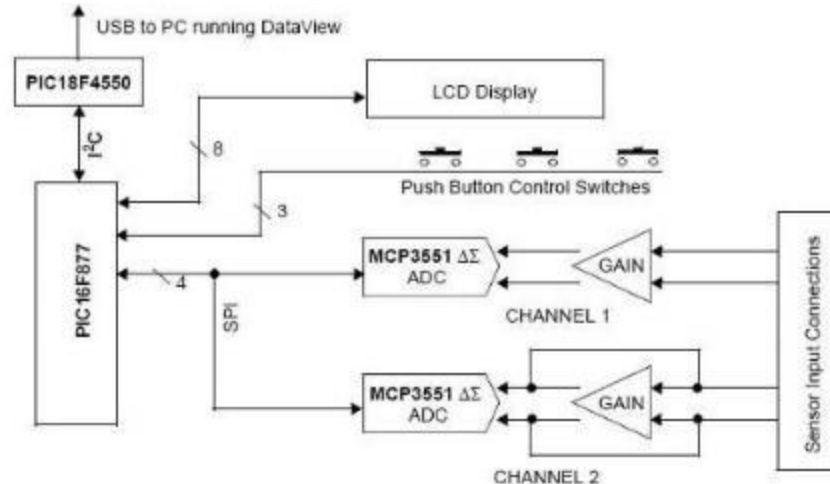 USB to PC running DataView
PIC18F4550
LCD Display
I²C
8
Push Button Control Switches
3
PIC16F877
4
SPI
MCP3551 ΔΣ
ADC
GAIN
CHANNEL 1
Sensor Input Connections
MCP3551 ΔΣ
ADC
GAIN
CHANNEL 2